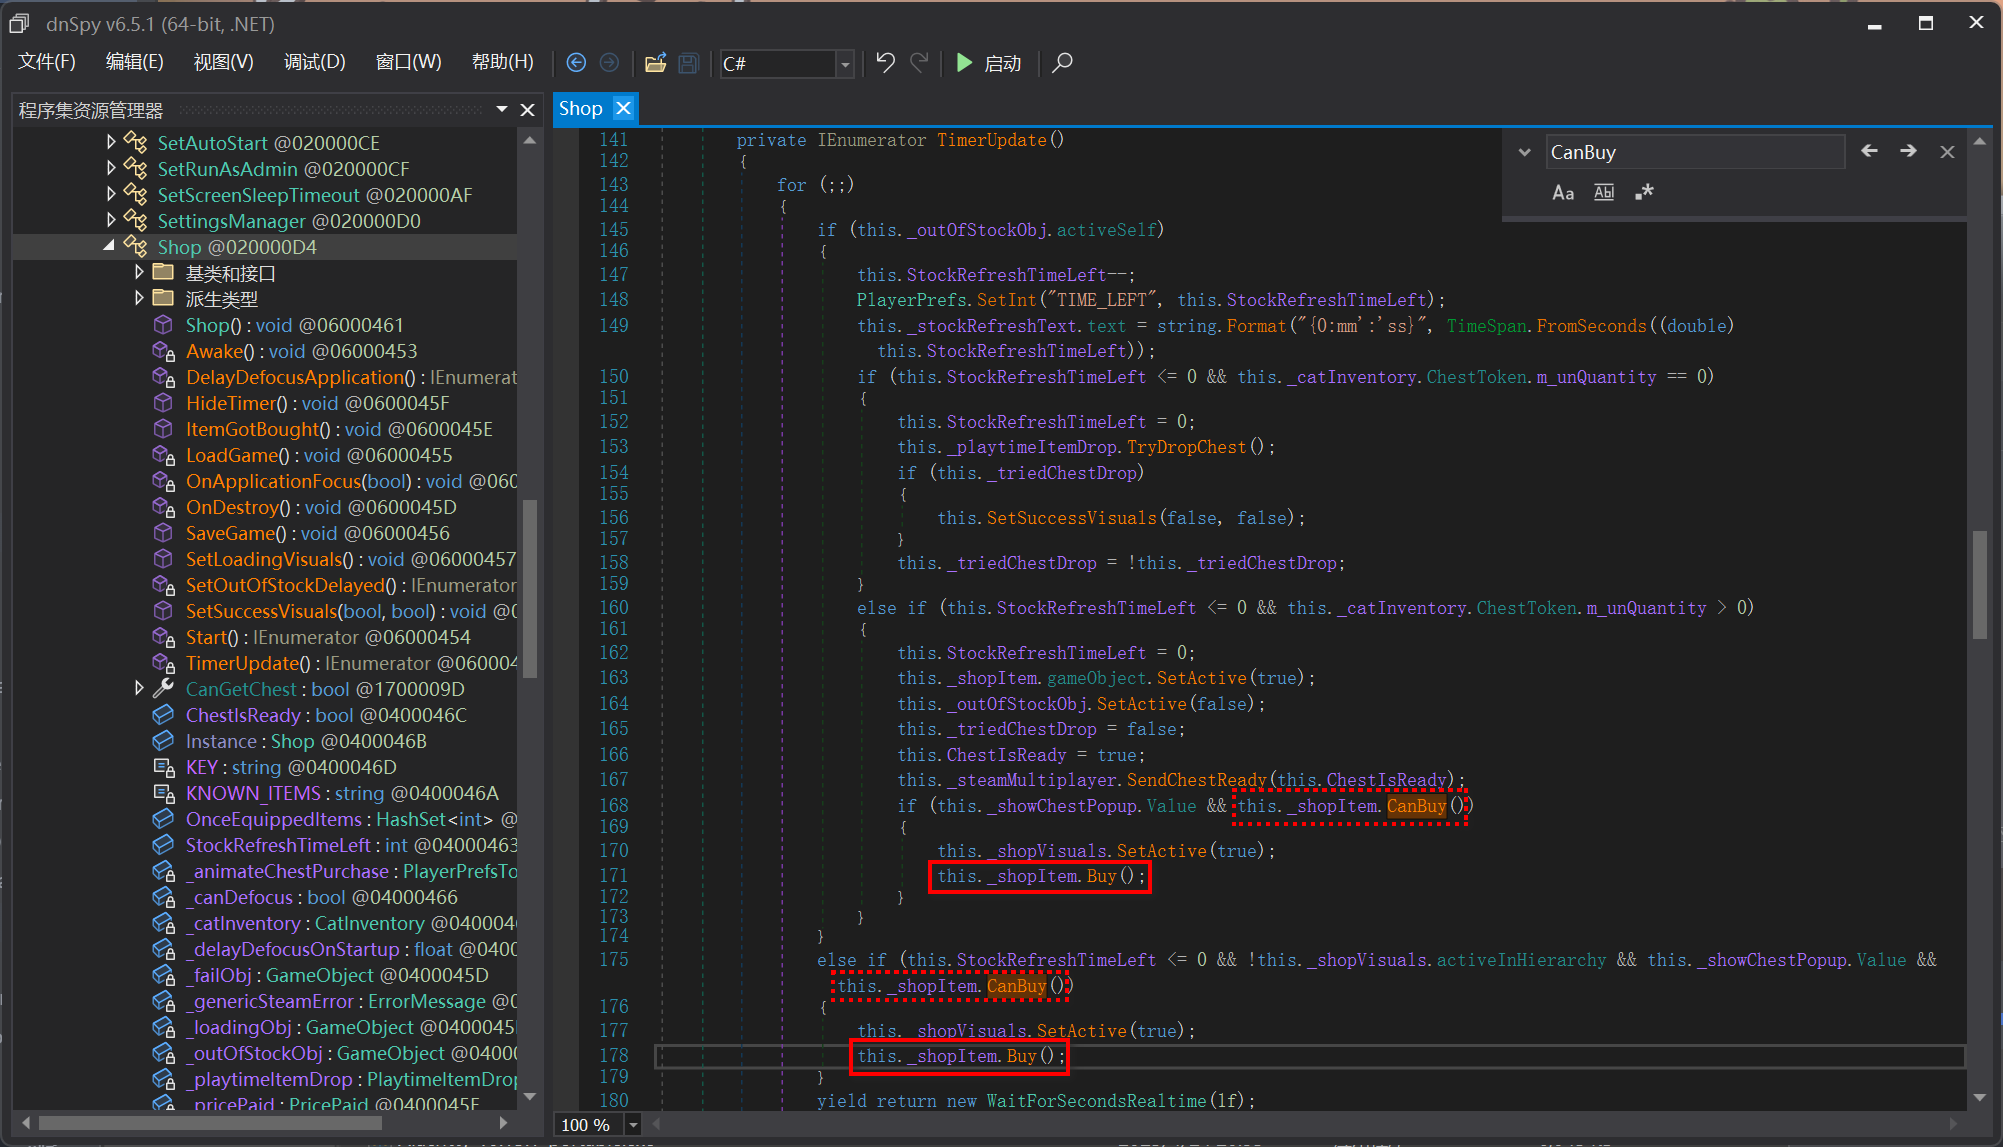 dnSpy v6.5.1 (64-bit, .NET)
文件(F) 编辑(E) 视图(V) 调试(D) 窗口(W) 帮助(H) C# 启动
程序集资源管理器
SetAutoStart @020000CE
SetRunAsAdmin @020000CF
SetScreenSleepTimeout @020000AF
SettingsManager @020000D0
Shop @020000D4
基类和接口
派生类型
Shop() : void @06000461
Awake() : void @06000453
DelayDefocusApplication() : IEnumerat
HideTimer() : void @0600045F
ItemGotBought() : void @0600045E
LoadGame() : void @06000455
OnApplicationFocus(bool) : void @060
OnDestroy() : void @0600045D
SaveGame() : void @06000456
SetLoadingVisuals() : void @06000457
SetOutOfStockDelayed() : IEnumerator
SetSuccessVisuals(bool, bool) : void @0
Start() : IEnumerator @06000454
TimerUpdate() : IEnumerator @060004
CanGetChest : bool @1700009D
ChestIsReady : bool @0400046C
Instance : Shop @0400046B
KEY : string @0400046D
KNOWN_ITEMS : string @0400046A
OnceEquippedItems : HashSet<int> @
StockRefreshTimeLeft : int @04000463
_animateChestPurchase : PlayerPrefsTo
_canDefocus : bool @04000466
_catInventory : CatInventory @040004
_delayDefocusOnStartup : float @0400
_failObj : GameObject @0400045D
_genericSteamError : ErrorMessage @0
_loadingObj : GameObject @0400045
_outOfStockObj : GameObject @0400
_playtimeItemDrop : PlaytimeItemDrop
_pricePaid : PricePaid @0400045F
Shop
CanBuy
Aa Abl .*
141 private IEnumerator TimerUpdate()
142 {
143 for (;;)
144 {
145 if (this._outOfStockObj.activeSelf)
146 {
147 this.StockRefreshTimeLeft--;
148 PlayerPrefs.SetInt("TIME_LEFT", this.StockRefreshTimeLeft);
149 this._stockRefreshText.text = string.Format("{0:mm':'ss}", TimeSpan.FromSeconds((double)
this.StockRefreshTimeLeft));
150 if (this.StockRefreshTimeLeft <= 0 && this._catInventory.ChestToken.m_unQuantity == 0)
151 {
152 this.StockRefreshTimeLeft = 0;
153 this._playtimeItemDrop.TryDropChest();
154 if (this._triedChestDrop)
155 {
156 this.SetSuccessVisuals(false, false);
157 }
158 this._triedChestDrop = !this._triedChestDrop;
159 }
160 else if (this.StockRefreshTimeLeft <= 0 && this._catInventory.ChestToken.m_unQuantity > 0)
161 {
162 this.StockRefreshTimeLeft = 0;
163 this._shopItem.gameObject.SetActive(true);
164 this._outOfStockObj.SetActive(false);
165 this._triedChestDrop = false;
166 this.ChestIsReady = true;
167 this._steamMultiplayer.SendChestReady(this.ChestIsReady);
168 if (this._showChestPopup.Value && this._shopItem.CanBuy())
169 {
170 this._shopVisuals.SetActive(true);
171 this._shopItem.Buy();
172 }
173 }
174 }
175 else if (this.StockRefreshTimeLeft <= 0 && !this._shopVisuals.activeInHierarchy && this._showChestPopup.Value &&
this._shopItem.CanBuy())
176 {
177 this._shopVisuals.SetActive(true);
178 this._shopItem.Buy();
179 }
180 yield return new WaitForSecondsRealtime(1f);
100 %